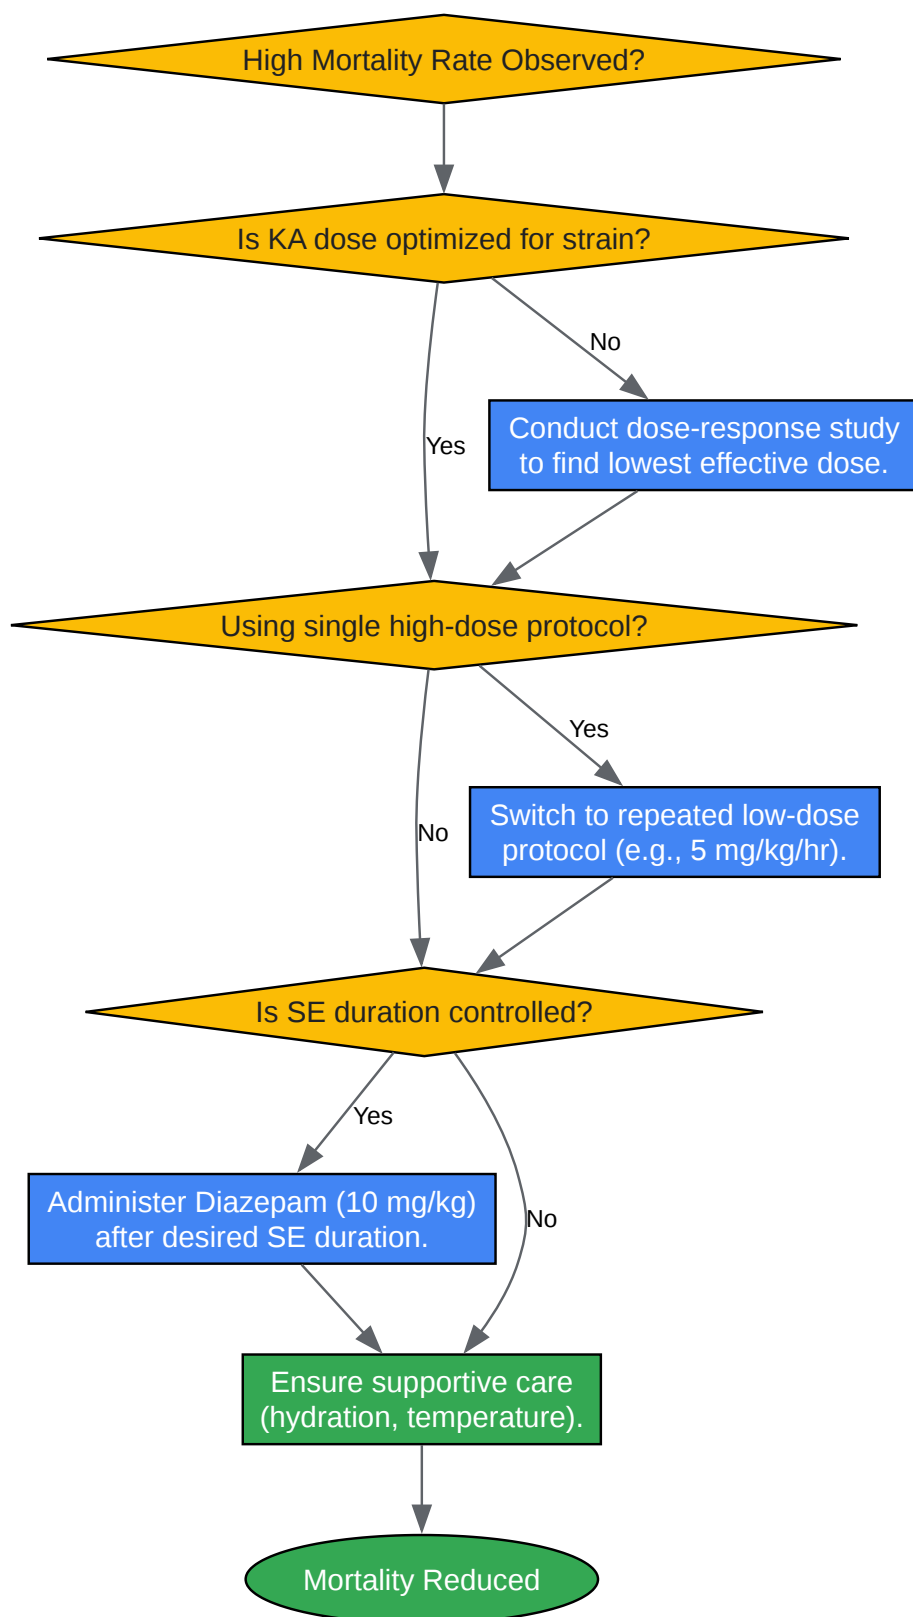 High Mortality Rate Observed?
Is KA dose optimized for strain?
No
Conduct dose-response study
to find lowest effective dose.
Yes
Using single high-dose protocol?
Yes
Switch to repeated low-dose
protocol (e.g., 5 mg/kg/hr).
No
Is SE duration controlled?
Yes
Administer Diazepam (10 mg/kg)
after desired SE duration.
No
Ensure supportive care
(hydration, temperature).
Mortality Reduced